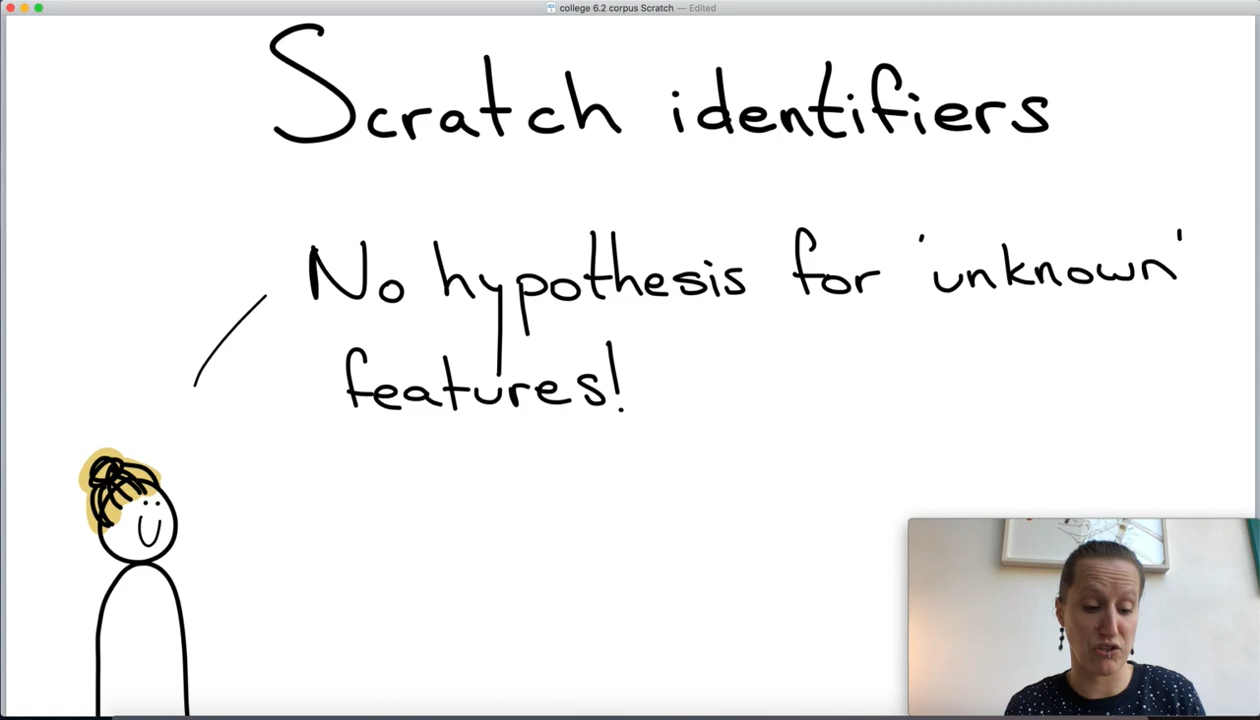 college 6.2 corpus Scratch — Edited
Scratch identifiers
No hypothesis for 'unknown'
features!